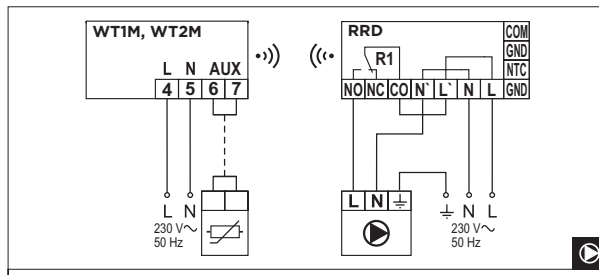 WT1M, WT2M
L N AUX
4 5 6 7
L N
230 V~
50 Hz
RRD
R1
COM
GND
NTC
GND
NO NC CO N` L` N L
L N
N L
230 V~
50 Hz